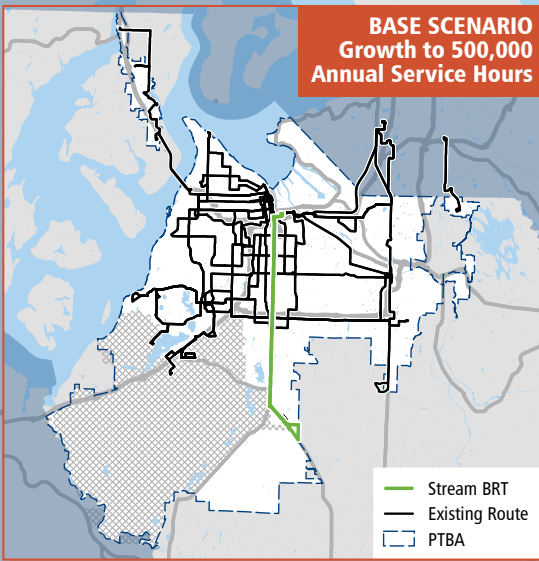 BASE SCENARIO
Growth to 500,000
Annual Service Hours
Stream BRT
Existing Route
PTBA